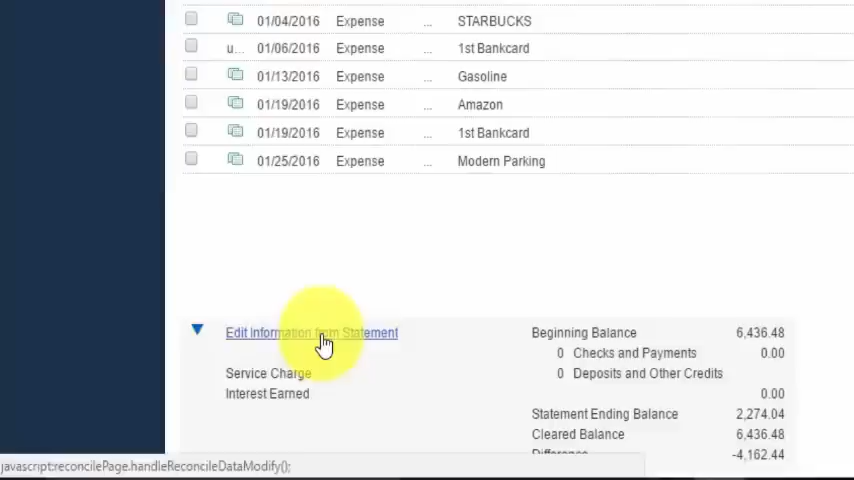 01/04/2016 Expense ... STARBUCKS
u... 01/06/2016 Expense ... 1st Bankcard
01/13/2016 Expense ... Gasoline
01/19/2016 Expense ... Amazon
01/19/2016 Expense ... 1st Bankcard
01/25/2016 Expense ... Modern Parking
Edit Information from Statement Beginning Balance 6,436.48
0 Checks and Payments 0.00
Service Charge 0 Deposits and Other Credits
Interest Earned 0.00
Statement Ending Balance 2,274.04
Cleared Balance 6,436.48
Difference -4,162.44
javascript:reconcilePage.handleReconcileDataModify();